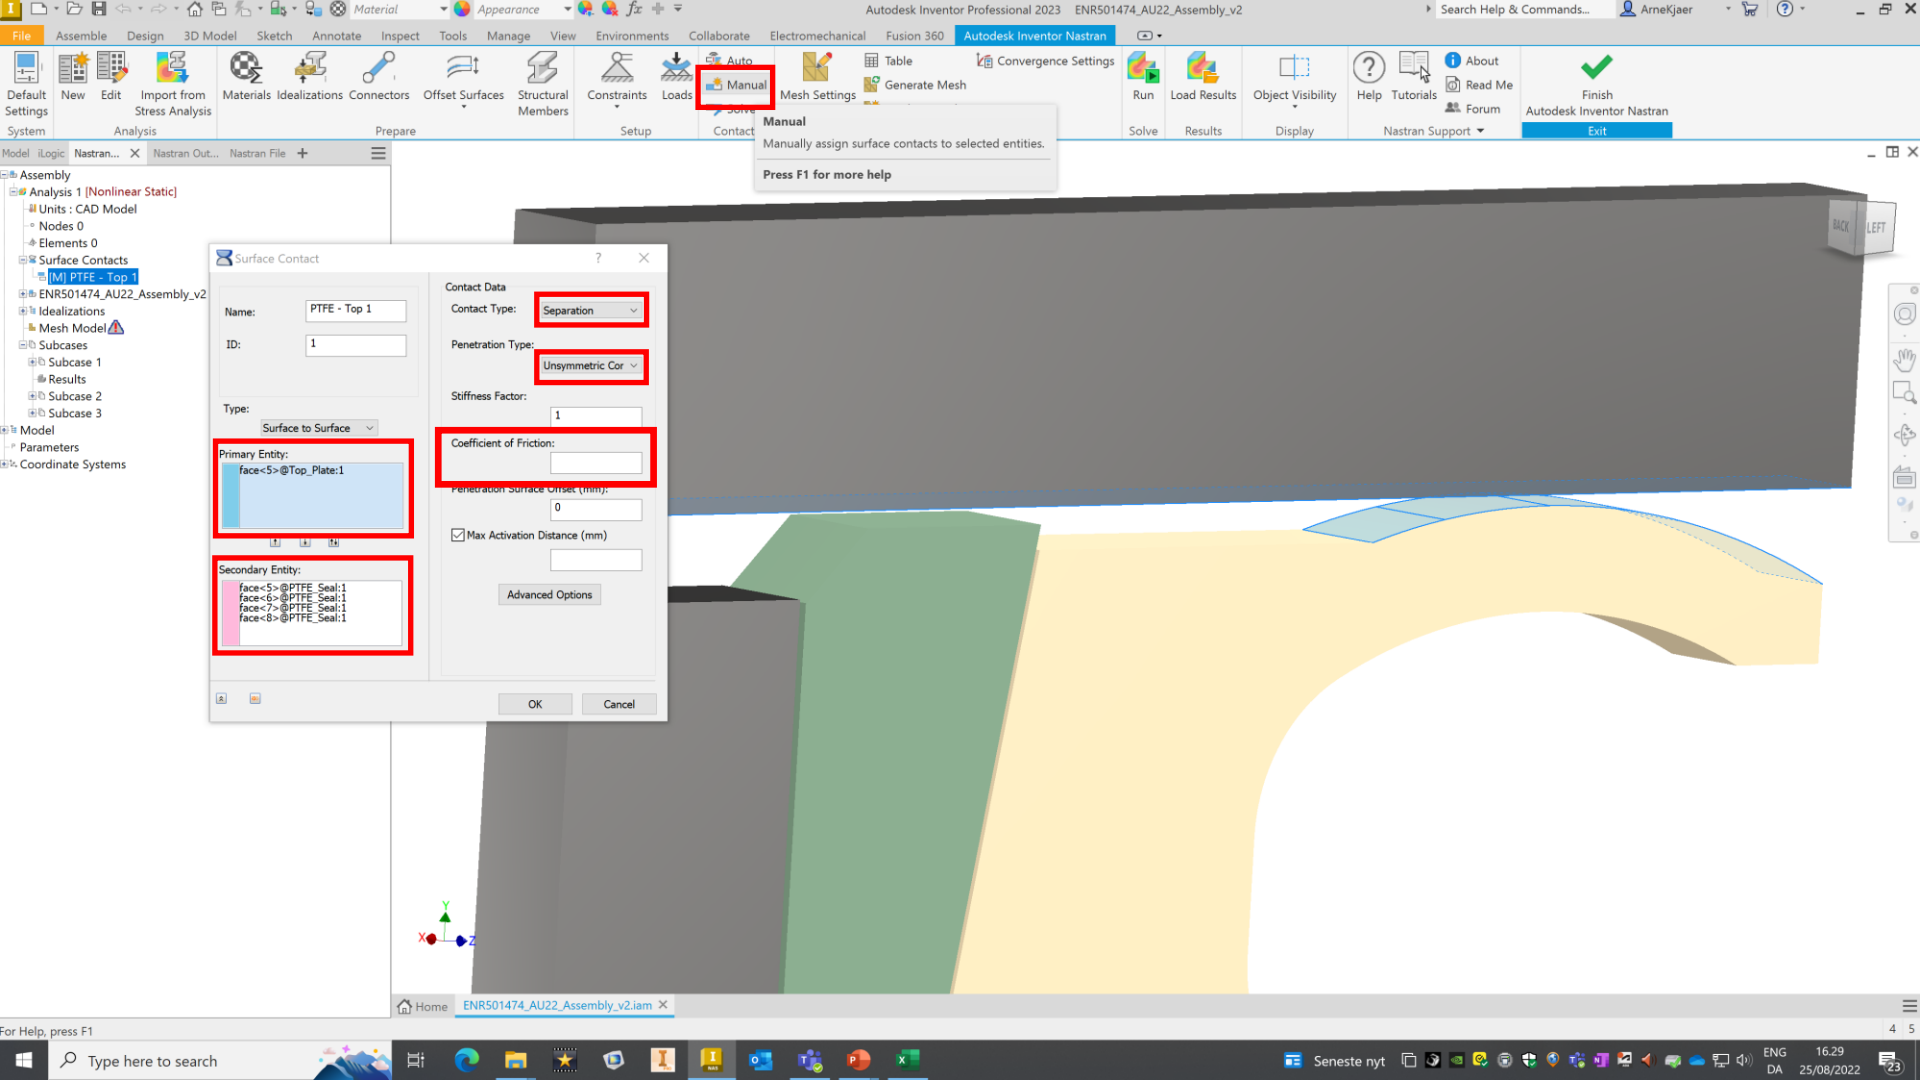 Material
Appearance
Autodesk Inventor Professional 2023 ENR501474_AU22_Assembly_v2
Search Help & Commands...
ArneKjaer
File Assemble Design 3D Model Sketch Annotate Inspect Tools Manage View Environments Collaborate Electromechanical Fusion 360 Autodesk Inventor Nastran
Default Settings
System
New
Edit
Import from Stress Analysis
Analysis
Materials
Idealizations
Connectors
Offset Surfaces
Structural Members
Prepare
Constraints
Loads
Setup
Auto
Manual
Solve
Contact
Mesh Settings
Table
Generate Mesh
Convergence Settings
Run
Solve
Load Results
Results
Object Visibility
Display
Help
Tutorials
About
Read Me
Forum
Nastran Support
Finish
Autodesk Inventor Nastran
Exit
Manual
Manually assign surface contacts to selected entities.
Press F1 for more help
Model iLogic Nastran... Nastran Out... Nastran File
Assembly
Analysis 1 [Nonlinear Static]
Units : CAD Model
Nodes 0
Elements 0
Surface Contacts
[M] PTFE - Top 1
ENR501474_AU22_Assembly_v2
Idealizations
Mesh Model
Subcases
Subcase 1
Results
Subcase 2
Subcase 3
Model
Parameters
Coordinate Systems
Surface Contact
?
Name:
PTFE - Top 1
ID:
1
Type:
Surface to Surface
Primary Entity:
face<5>@Top_Plate:1
Secondary Entity:
face<5>@PTFE_Seal:1
face<6>@PTFE_Seal:1
face<7>@PTFE_Seal:1
face<8>@PTFE_Seal:1
Contact Data
Contact Type:
Separation
Penetration Type:
Unsymmetric Cor
Stiffness Factor:
1
Coefficient of Friction:
Penetration Surface Offset (mm):
0
Max Activation Distance (mm)
Advanced Options
OK
Cancel
BACK
LEFT
Y
X
Z
Home
ENR501474_AU22_Assembly_v2.iam
For Help, press F1
4 5
Type here to search
Seneste nyt
ENG
DA
16.29
25/08/2022
23